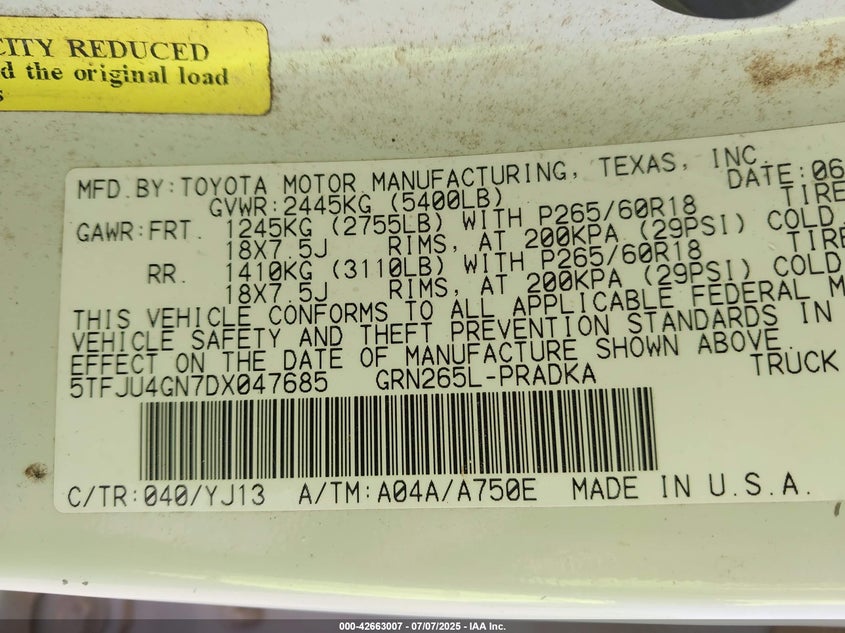 CITY REDUCED
d the original load
s
MFD.BY:TOYOTA MOTOR MANUFACTURING, TEXAS, INC.
GVWR:2445KG (5400LB) DATE:06
GAWR:FRT. 1245KG (2755LB) WITH P265/60R18 TIRE
18X7.5J RIMS, AT 200KPA (29PSI) COLD
RR. 1410KG (3110LB) WITH P265/60R18 TIRE
18X7.5J RIMS, AT 200KPA (29PSI) COLD
THIS VEHICLE CONFORMS TO ALL APPLICABLE FEDERAL M
VEHICLE SAFETY AND THEFT PREVENTION STANDARDS IN
EFFECT ON THE DATE OF MANUFACTURE SHOWN ABOVE.
5TFJU4GN7DX047685 GRN265L-PRADKA TRUCK
C/TR:040/YJ13 A/TM:A04A/A750E MADE IN U.S.A.
000-42663007 - 07/07/2025 - IAA Inc.